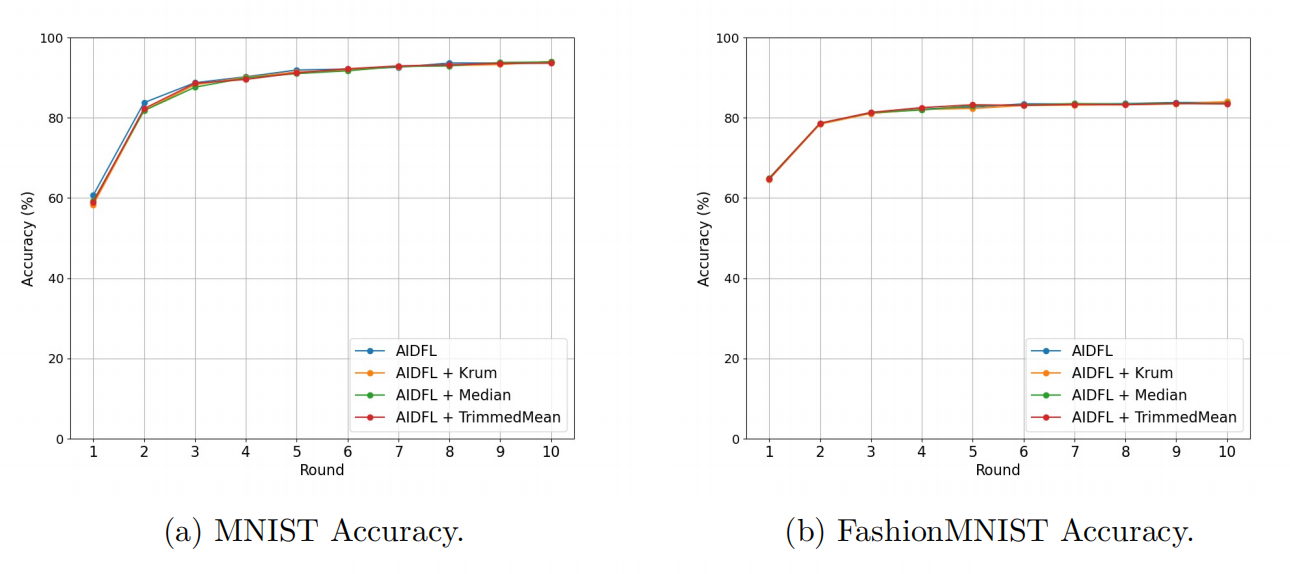 100
80
60
40
20
0
Accuracy (%)
AIDFL
AIDFL + Krum
AIDFL + Median
AIDFL + TrimmedMean
1 2 3 4 5 6 7 8 9 10
Round
(a) MNIST Accuracy.
100
80
60
40
20
0
Accuracy (%)
AIDFL
AIDFL + Krum
AIDFL + Median
AIDFL + TrimmedMean
1 2 3 4 5 6 7 8 9 10
Round
(b) FashionMNIST Accuracy.